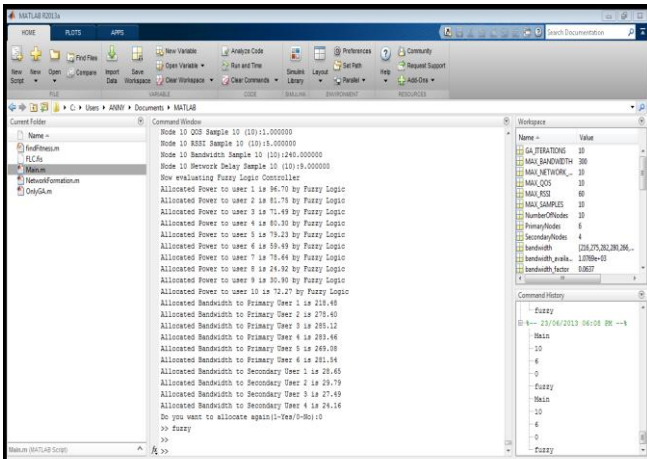 MATLAB R2013a
HOME
PLOTS
APPS
Search Documentation
New Script
New
Open
Find Files
Compare
Import Data
Save Workspace
New Variable
Open Variable
Clear Workspace
Analyze Code
Run and Time
Clear Commands
Simulink Library
Layout
Preferences
Set Path
Parallel
Help
Community
Request Support
Add-Ons
FILE
VARIABLE
CODE
SIMULINK
ENVIRONMENT
RESOURCES
C: Users ANNY Documents MATLAB
Current Folder
Name
findFitness.m
FLC.fis
Main.m
NetworkFormation.m
OnlyGA.m
Main.m (MATLAB Script)
Command Window
Node 10 QOS Sample 10 (10):1.000000
Node 10 RSSI Sample 10 (10):5.000000
Node 10 Bandwidth Sample 10 (10):240.000000
Node 10 Network Delay Sample 10 (10):9.000000
Now evaluating Fuzzy Logic Controller
Allocated Power to user 1 is 96.70 by Fuzzy Logic
Allocated Power to user 2 is 81.75 by Fuzzy Logic
Allocated Power to user 3 is 71.49 by Fuzzy Logic
Allocated Power to user 4 is 80.30 by Fuzzy Logic
Allocated Power to user 5 is 79.23 by Fuzzy Logic
Allocated Power to user 6 is 59.49 by Fuzzy Logic
Allocated Power to user 7 is 78.64 by Fuzzy Logic
Allocated Power to user 8 is 24.92 by Fuzzy Logic
Allocated Power to user 9 is 30.90 by Fuzzy Logic
Allocated Power to user 10 is 72.27 by Fuzzy Logic
Allocated Bandwidth to Primary User 1 is 218.48
Allocated Bandwidth to Primary User 2 is 278.40
Allocated Bandwidth to Primary User 3 is 285.12
Allocated Bandwidth to Primary User 4 is 283.46
Allocated Bandwidth to Primary User 5 is 269.08
Allocated Bandwidth to Primary User 6 is 281.54
Allocated Bandwidth to Secondary User 1 is 28.65
Allocated Bandwidth to Secondary User 2 is 29.79
Allocated Bandwidth to Secondary User 3 is 27.49
Allocated Bandwidth to Secondary User 4 is 24.16
Do you want to allocate again(1-Yes/0-No):0
>> fuzzy
>>
fx >>
Workspace
Name Value
GA_ITERATIONS 10
MAX_BANDWIDTH 300
MAX_NETWORK_... 10
MAX_QOS 10
MAX_RSSI 60
MAX_SAMPLES 10
NumberOfNodes 10
PrimaryNodes 6
SecondaryNodes 4
bandwidth [216,275,282,280,266,...
bandwidth_availa... 1.0769e+03
bandwidth_factor 0.0637
Command History
fuzzy
%-- 23/06/2013 06:08 PM --%
Main
10
6
0
fuzzy
Main
10
6
0
fuzzy